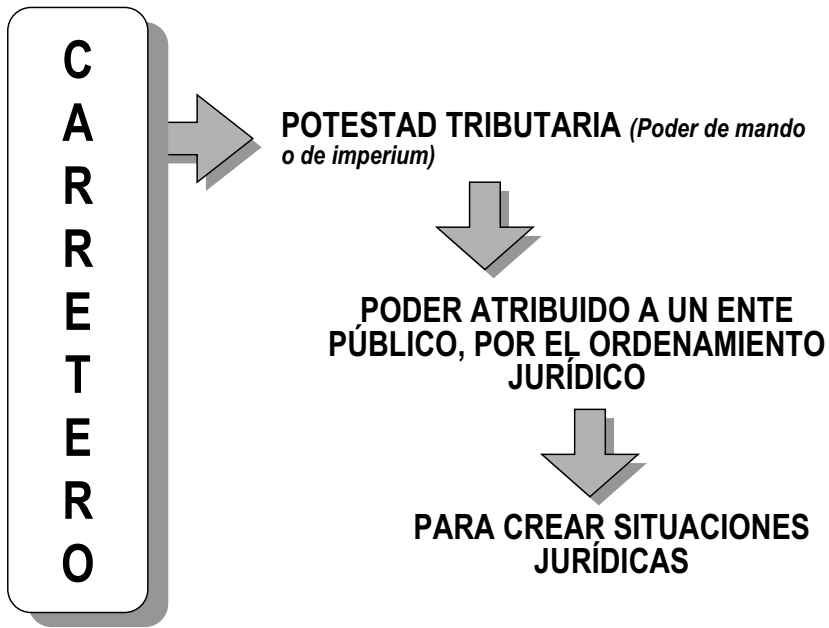 CARRETERO
POTESTAD TRIBUTARIA (Poder de mando
o de imperium)
PODER ATRIBUIDO A UN ENTE
PÚBLICO, POR EL ORDENAMIENTO
JURÍDICO
PARA CREAR SITUACIONES
JURÍDICAS